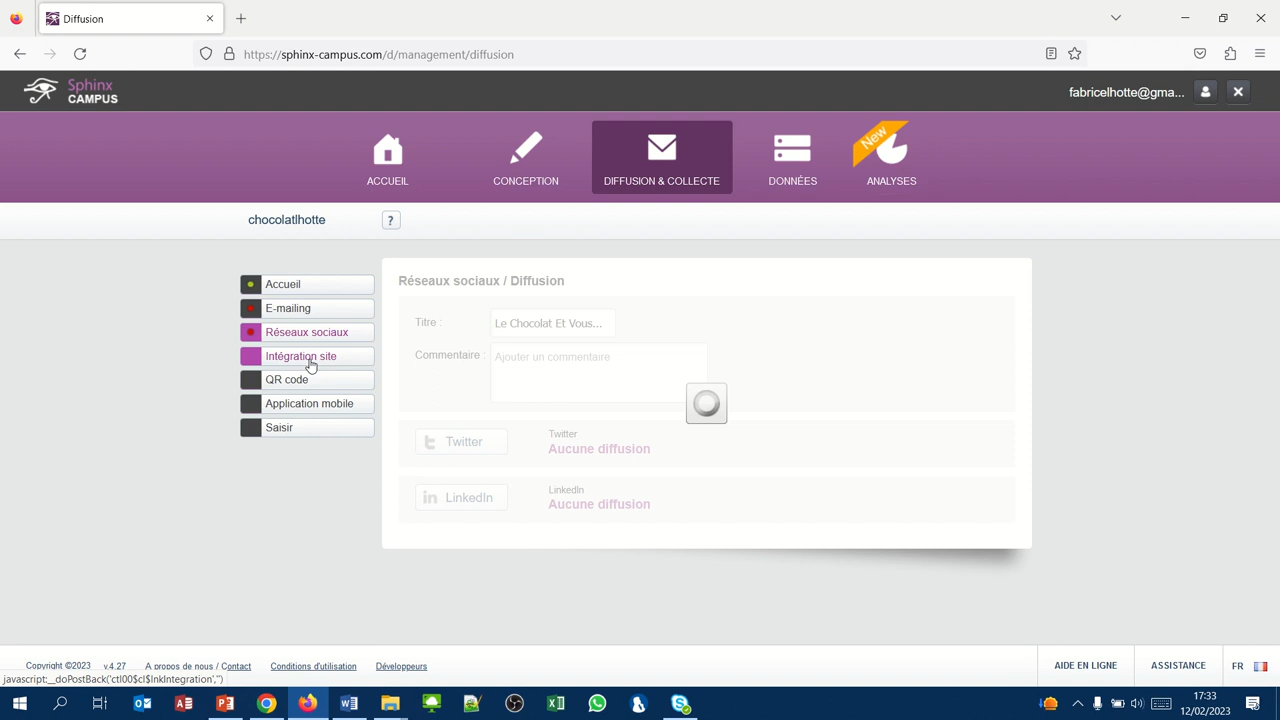 Diffusion
https://sphinx-campus.com/d/management/diffusion
Sphinx
CAMPUS
fabricelhotte@gma...
ACCUEIL
CONCEPTION
DIFFUSION & COLLECTE
DONNÉES
New
ANALYSES
chocolatlhotte
?
Accueil
E-mailing
Réseaux sociaux
Intégration site
QR code
Application mobile
Saisir
Réseaux sociaux / Diffusion
Titre :
Le Chocolat Et Vous...
Commentaire :
Ajouter un commentaire
Twitter
Twitter
Aucune diffusion
LinkedIn
LinkedIn
Aucune diffusion
Copyright ©2023 v.4.27 A propos de nous / Contact Conditions d'utilisation Développeurs
AIDE EN LIGNE
ASSISTANCE
FR
javascript:__doPostBack('ctl00$cl$lnkIntegration','')
17:33
12/02/2023